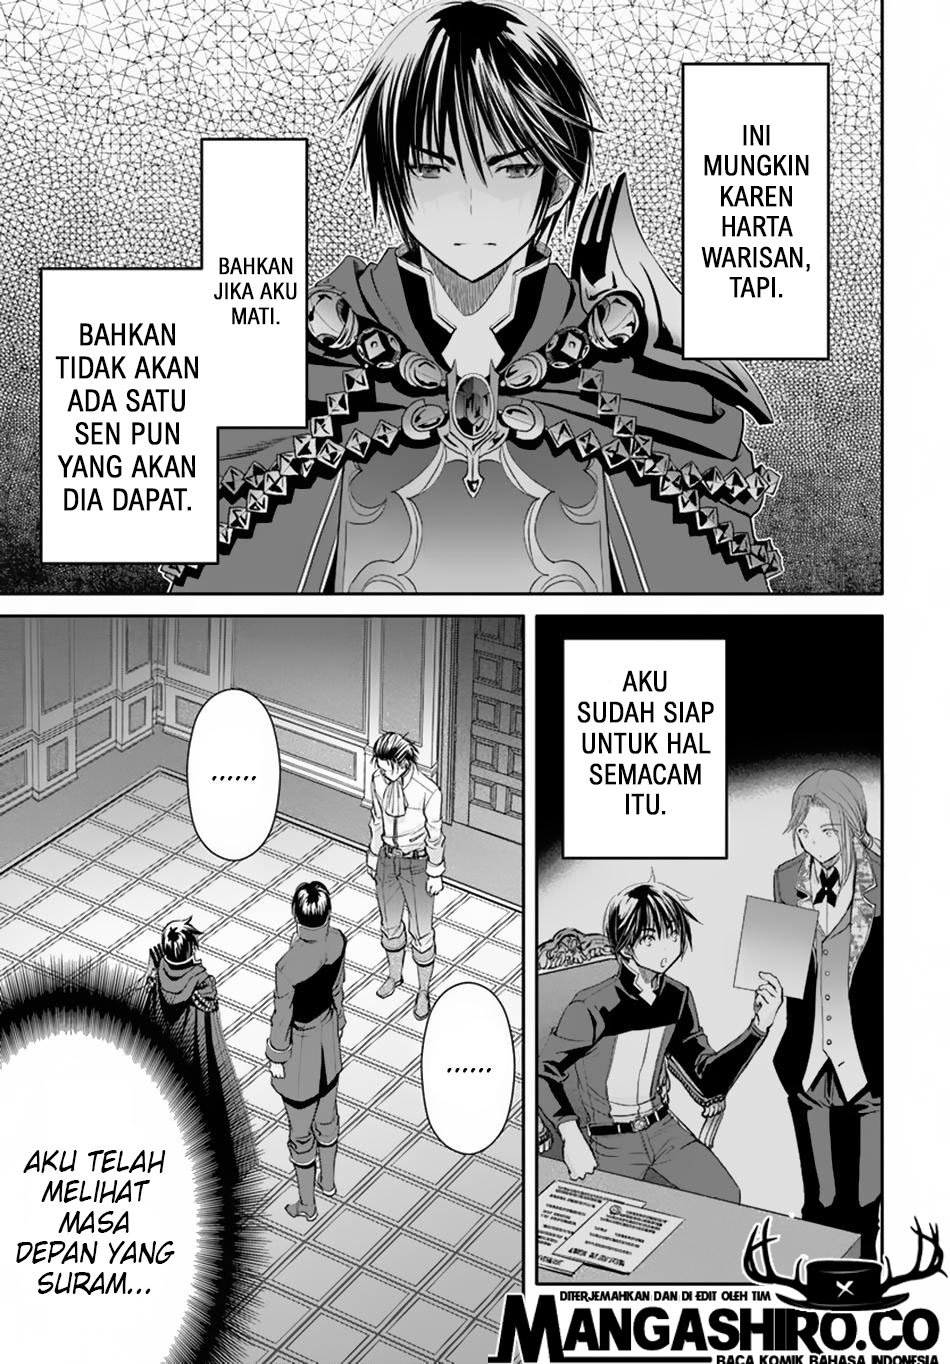 INI
MUNGKIN
KAREN
HARTA
WARISAN,
TAPI.
BAHKAN
JIKA AKU
MATI.
BAHKAN
TIDAK AKAN
ADA SATU
SEN PUN
YANG AKAN
DIA DAPAT.
AKU
SUDAH SIAP
UNTUK HAL
SEMACAM
ITU.
......
......
AKU TELAH
MELIHAT
MASA
DEPAN YANG
SURAM...
DITERJEMAHKAN DAN DI EDIT OLEH TIM
MANGASHIRO.CO
BACA KOMIK BAHASA INDONESIA